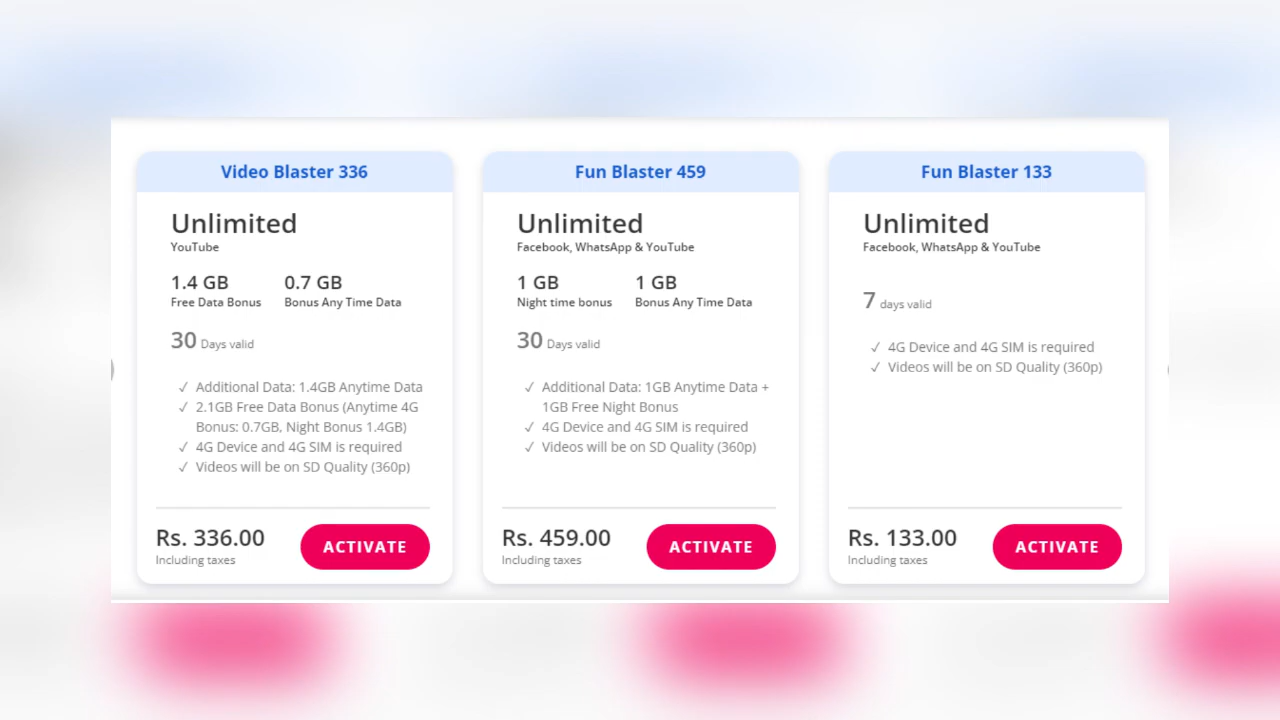 Video Blaster 336
Unlimited
YouTube
1.4 GB 0.7 GB
Free Data Bonus Bonus Any Time Data
30 Days valid
✓ Additional Data: 1.4GB Anytime Data
✓ 2.1GB Free Data Bonus (Anytime 4G
Bonus: 0.7GB, Night Bonus 1.4GB)
✓ 4G Device and 4G SIM is required
✓ Videos will be on SD Quality (360p)
Rs. 336.00 ACTIVATE
Including taxes
Fun Blaster 459
Unlimited
Facebook, WhatsApp & YouTube
1 GB 1 GB
Night time bonus Bonus Any Time Data
30 Days valid
✓ Additional Data: 1GB Anytime Data +
1GB Free Night Bonus
✓ 4G Device and 4G SIM is required
✓ Videos will be on SD Quality (360p)
Rs. 459.00 ACTIVATE
Including taxes
Fun Blaster 133
Unlimited
Facebook, WhatsApp & YouTube
7 days valid
✓ 4G Device and 4G SIM is required
✓ Videos will be on SD Quality (360p)
Rs. 133.00 ACTIVATE
Including taxes